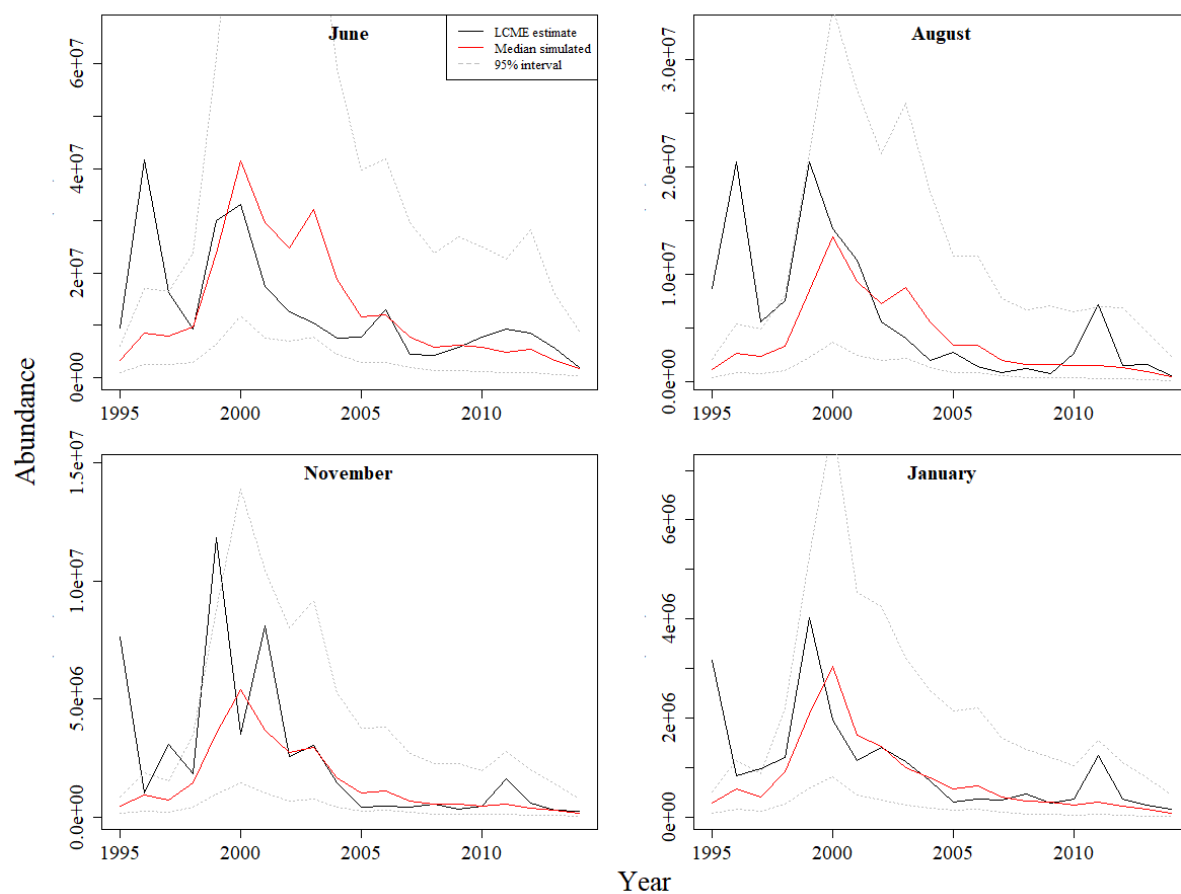 June
LCME estimate
Median simulated
95% interval
0e+00
2e+07
4e+07
6e+07
1995
2000
2005
2010
August
0.0e+00
1.0e+07
2.0e+07
3.0e+07
1995
2000
2005
2010
November
0.0e+00
5.0e+06
1.0e+07
1.5e+07
1995
2000
2005
2010
January
0e+00
2e+06
4e+06
6e+06
1995
2000
2005
2010
Abundance
Year